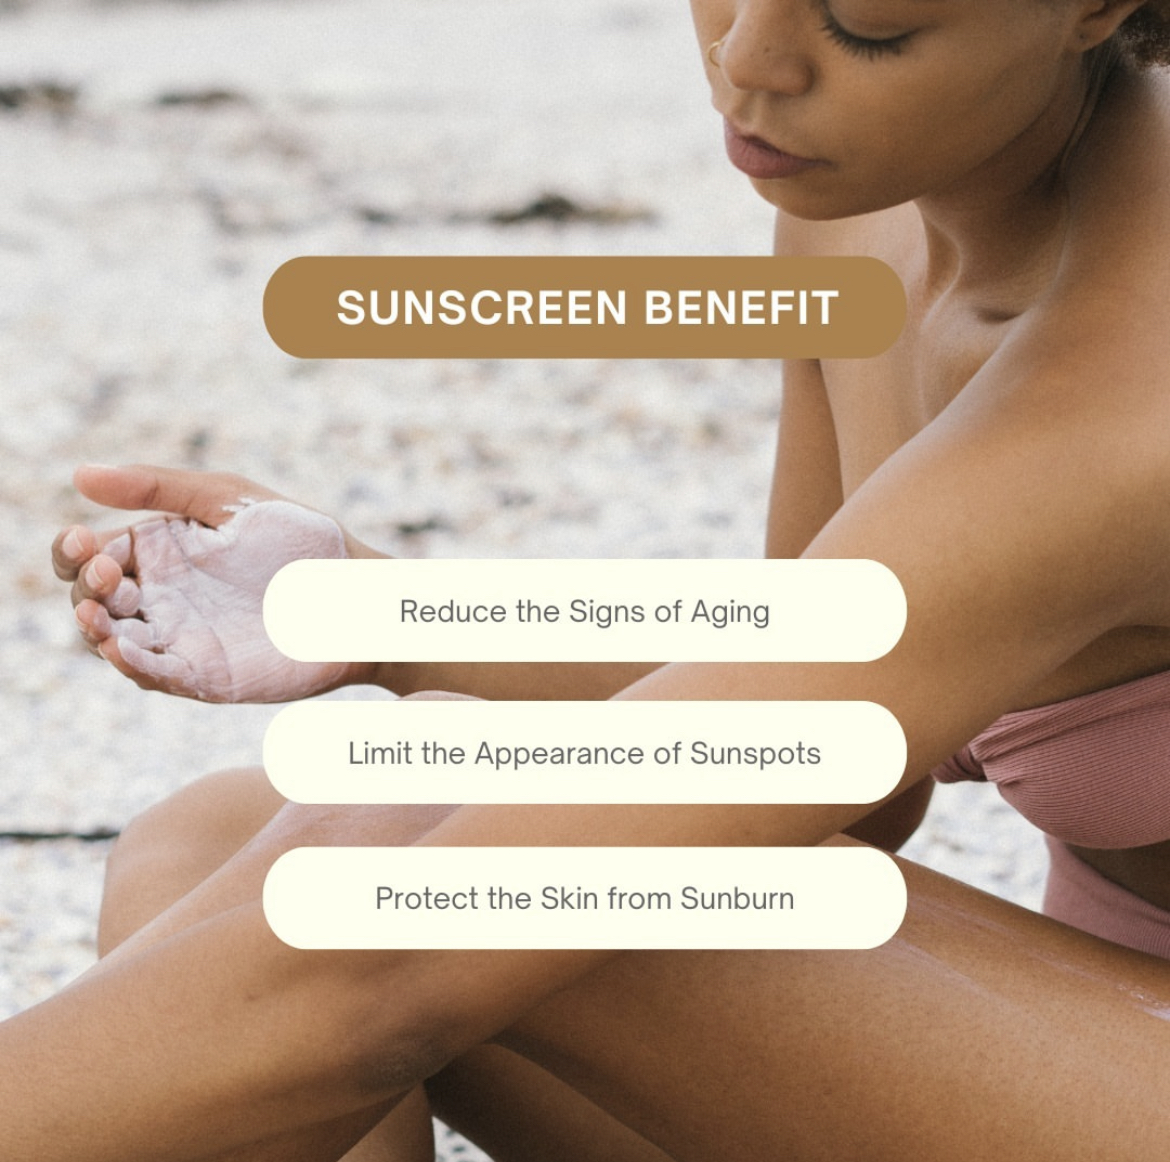 SUNSCREEN BENEFIT
Reduce the Signs of Aging
Limit the Appearance of Sunspots
Protect the Skin from Sunburn